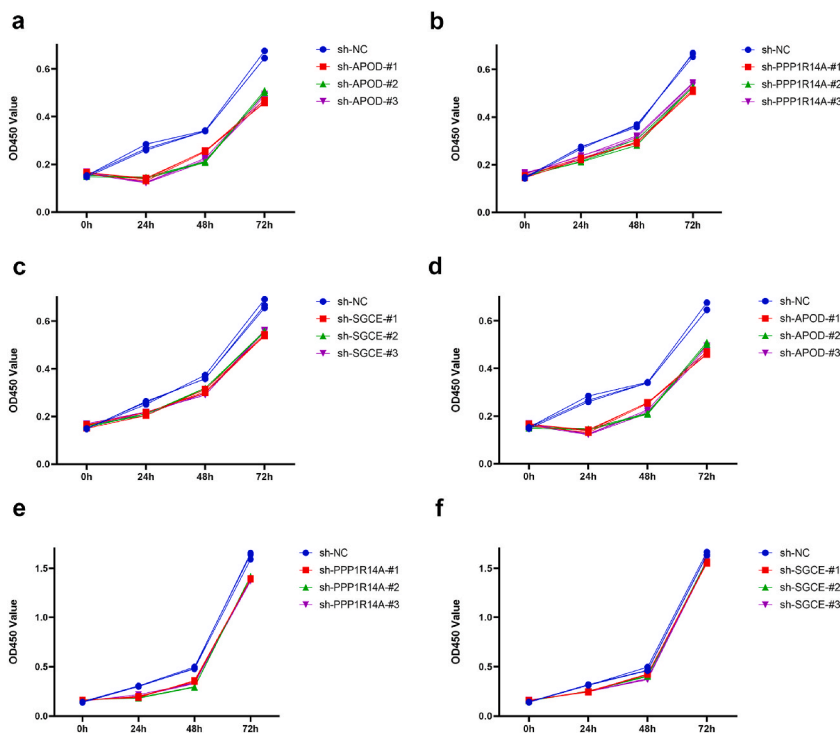 a
OD450 Value
0.6
0.4
0.2
0.0
0h 24h 48h 72h
sh-NC
sh-APOD-#1
sh-APOD-#2
sh-APOD-#3
b
OD450 Value
0.6
0.4
0.2
0.0
0h 24h 48h 72h
sh-NC
sh-PPP1R14A-#1
sh-PPP1R14A-#2
sh-PPP1R14A-#3
c
OD450 Value
0.6
0.4
0.2
0.0
0h 24h 48h 72h
sh-NC
sh-SGCE-#1
sh-SGCE-#2
sh-SGCE-#3
d
OD450 Value
0.6
0.4
0.2
0.0
0h 24h 48h 72h
sh-NC
sh-APOD-#1
sh-APOD-#2
sh-APOD-#3
e
OD450 Value
1.5
1.0
0.5
0.0
0h 24h 48h 72h
sh-NC
sh-PPP1R14A-#1
sh-PPP1R14A-#2
sh-PPP1R14A-#3
f
OD450 Value
1.5
1.0
0.5
0.0
0h 24h 48h 72h
sh-NC
sh-SGCE-#1
sh-SGCE-#2
sh-SGCE-#3